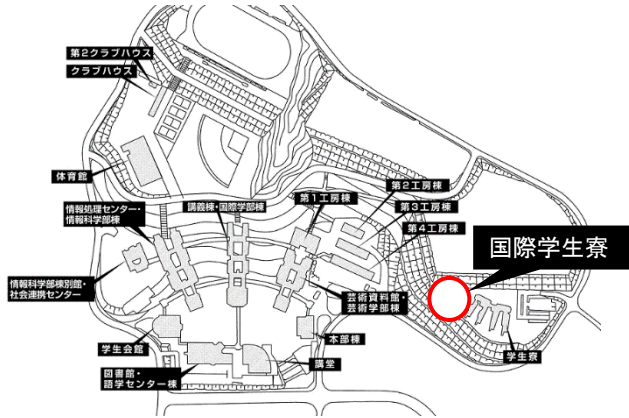 第2クラブハウス
クラブハウス
体育館
情報処理センター・
情報科学部棟
講義棟・国際学部棟
第1工房棟
第2工房棟
第3工房棟
第4工房棟
国際学生寮
情報科学部棟別館・
社会連携センター
芸術資料館・
芸術学部棟
学生会館
本部棟
講堂
学生寮
図書館・
語学センター棟